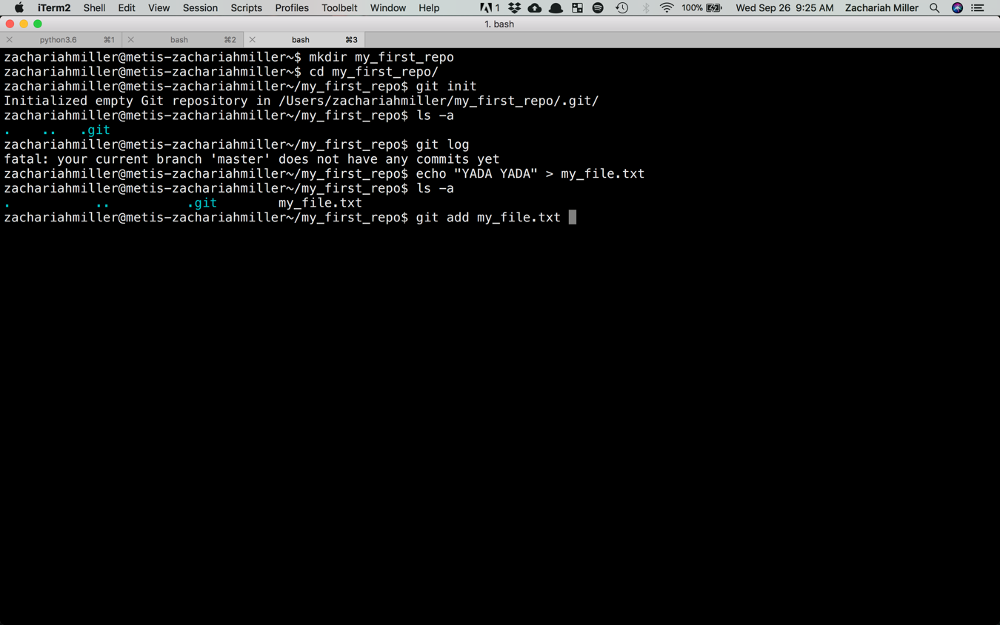 iTerm2 Shell Edit View Session Scripts Profiles Toolbelt Window Help 1 100% Wed Sep 26 9:25 AM Zachariah Miller
1. bash
python3.6 ⌘1 bash ⌘2 bash ⌘3
zachariahmiller@metis-zachariahmiller~$ mkdir my_first_repo
zachariahmiller@metis-zachariahmiller~$ cd my_first_repo/
zachariahmiller@metis-zachariahmiller~/my_first_repo$ git init
Initialized empty Git repository in /Users/zachariahmiller/my_first_repo/.git/
zachariahmiller@metis-zachariahmiller~/my_first_repo$ ls -a
. .. .git
zachariahmiller@metis-zachariahmiller~/my_first_repo$ git log
fatal: your current branch 'master' does not have any commits yet
zachariahmiller@metis-zachariahmiller~/my_first_repo$ echo "YADA YADA" > my_file.txt
zachariahmiller@metis-zachariahmiller~/my_first_repo$ ls -a
. .. .git my_file.txt
zachariahmiller@metis-zachariahmiller~/my_first_repo$ git add my_file.txt